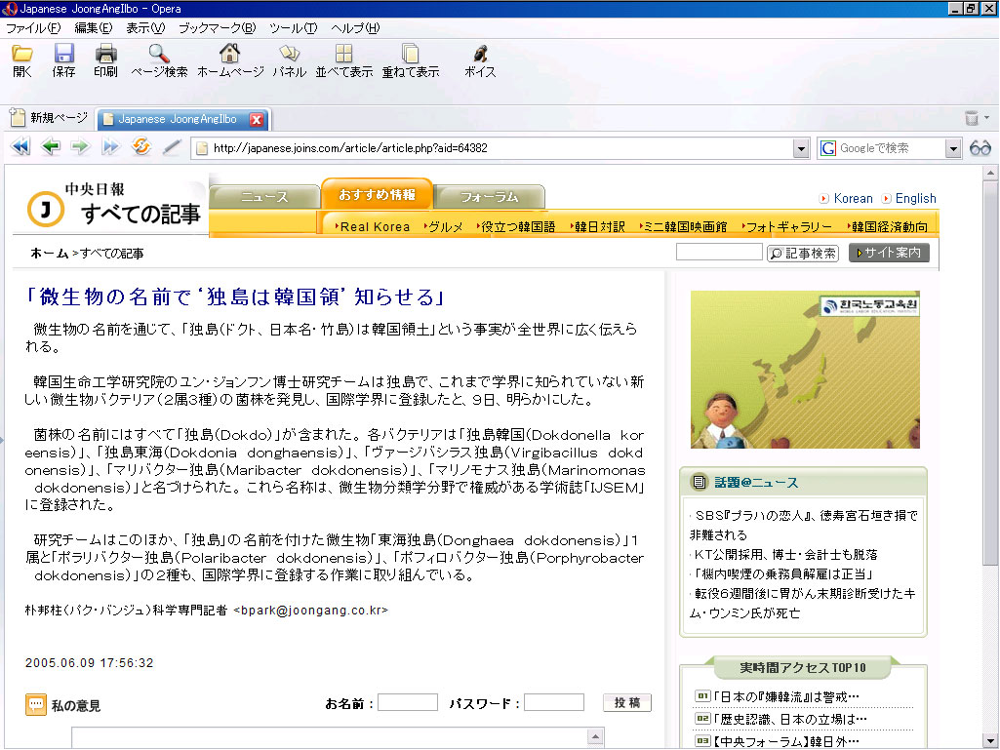 Japanese JoongAngIlbo - Opera
ファイル(F) 編集(E) 表示(V) ブックマーク(B) ツール(T) ヘルプ(H)
開く 保存 印刷 ページ検索 ホームページ パネル 並べて表示 重ねて表示 ボイス
新規ページ Japanese JoongAngIlbo
http://japanese.joins.com/article/article.php?aid=64382 Googleで検索
中央日報
J すべての記事
ニュース おすすめ情報 フォーラム
Korean English
Real Korea グルメ 役立つ韓国語 韓日対訳 ミニ韓国映画館 フォトギャラリー 韓国経済動向
ホーム >すべての記事 記事検索 サイト案内
「微生物の名前で‘独島は韓国領’知らせる」
微生物の名前を通じて、「独島(ドクト、日本名・竹島)は韓国領土」という事実が全世界に広く伝えら
れる。
韓国生命工学研究院のユン・ジョンフン博士研究チームは独島で、これまで学界に知られていない新
しい微生物バクテリア(2属3種)の菌株を発見し、国際学界に登録したと、9日、明らかにした。
菌株の名前にはすべて「独島(Dokdo)」が含まれた。各バクテリアは「独島韓国(Dokdonella kor
eensis)」、「独島東海(Dokdonia donghaensis)」、「ヴァージバシラス独島(Virgibacillus dokd
onensis)」、「マリバクター独島(Maribacter dokdonensis)」、「マリノモナス独島(Marinomonas
dokdonensis)」と名づけられた。これら名称は、微生物分類学分野で権威がある学術誌「IJSEM」
に登録された。
研究チームはこのほか、「独島」の名前を付けた微生物「東海独島(Donghaea dokdonensis)」1
属と「ポラリバクター独島(Polaribacter dokdonensis)」、「ポフィロバクター独島(Porphyrobacter
dokdonensis)」の2種も、国際学界に登録する作業に取り組んでいる。
朴邦柱(パク・バンジュ)科学専門記者 <bpark@joongang.co.kr>
2005.06.09 17:56:32
私の意見 お名前 : パスワード : 投稿
한국노동교육원
話題@ニュース
・SBS『プラハの恋人』、徳寿宮石垣き損で
非難される
・KT公開採用、博士・会計士も脱落
・「機内喫煙の乗務員解雇は正当」
・転役6週間後に胃がん末期診断受けたキ
ム・ウンミン氏が死亡
実時間アクセスTOP10
01 「日本の『嫌韓流』は警戒…
02 「歴史認識、日本の立場は…
03 【中央フォーラム】韓日外…